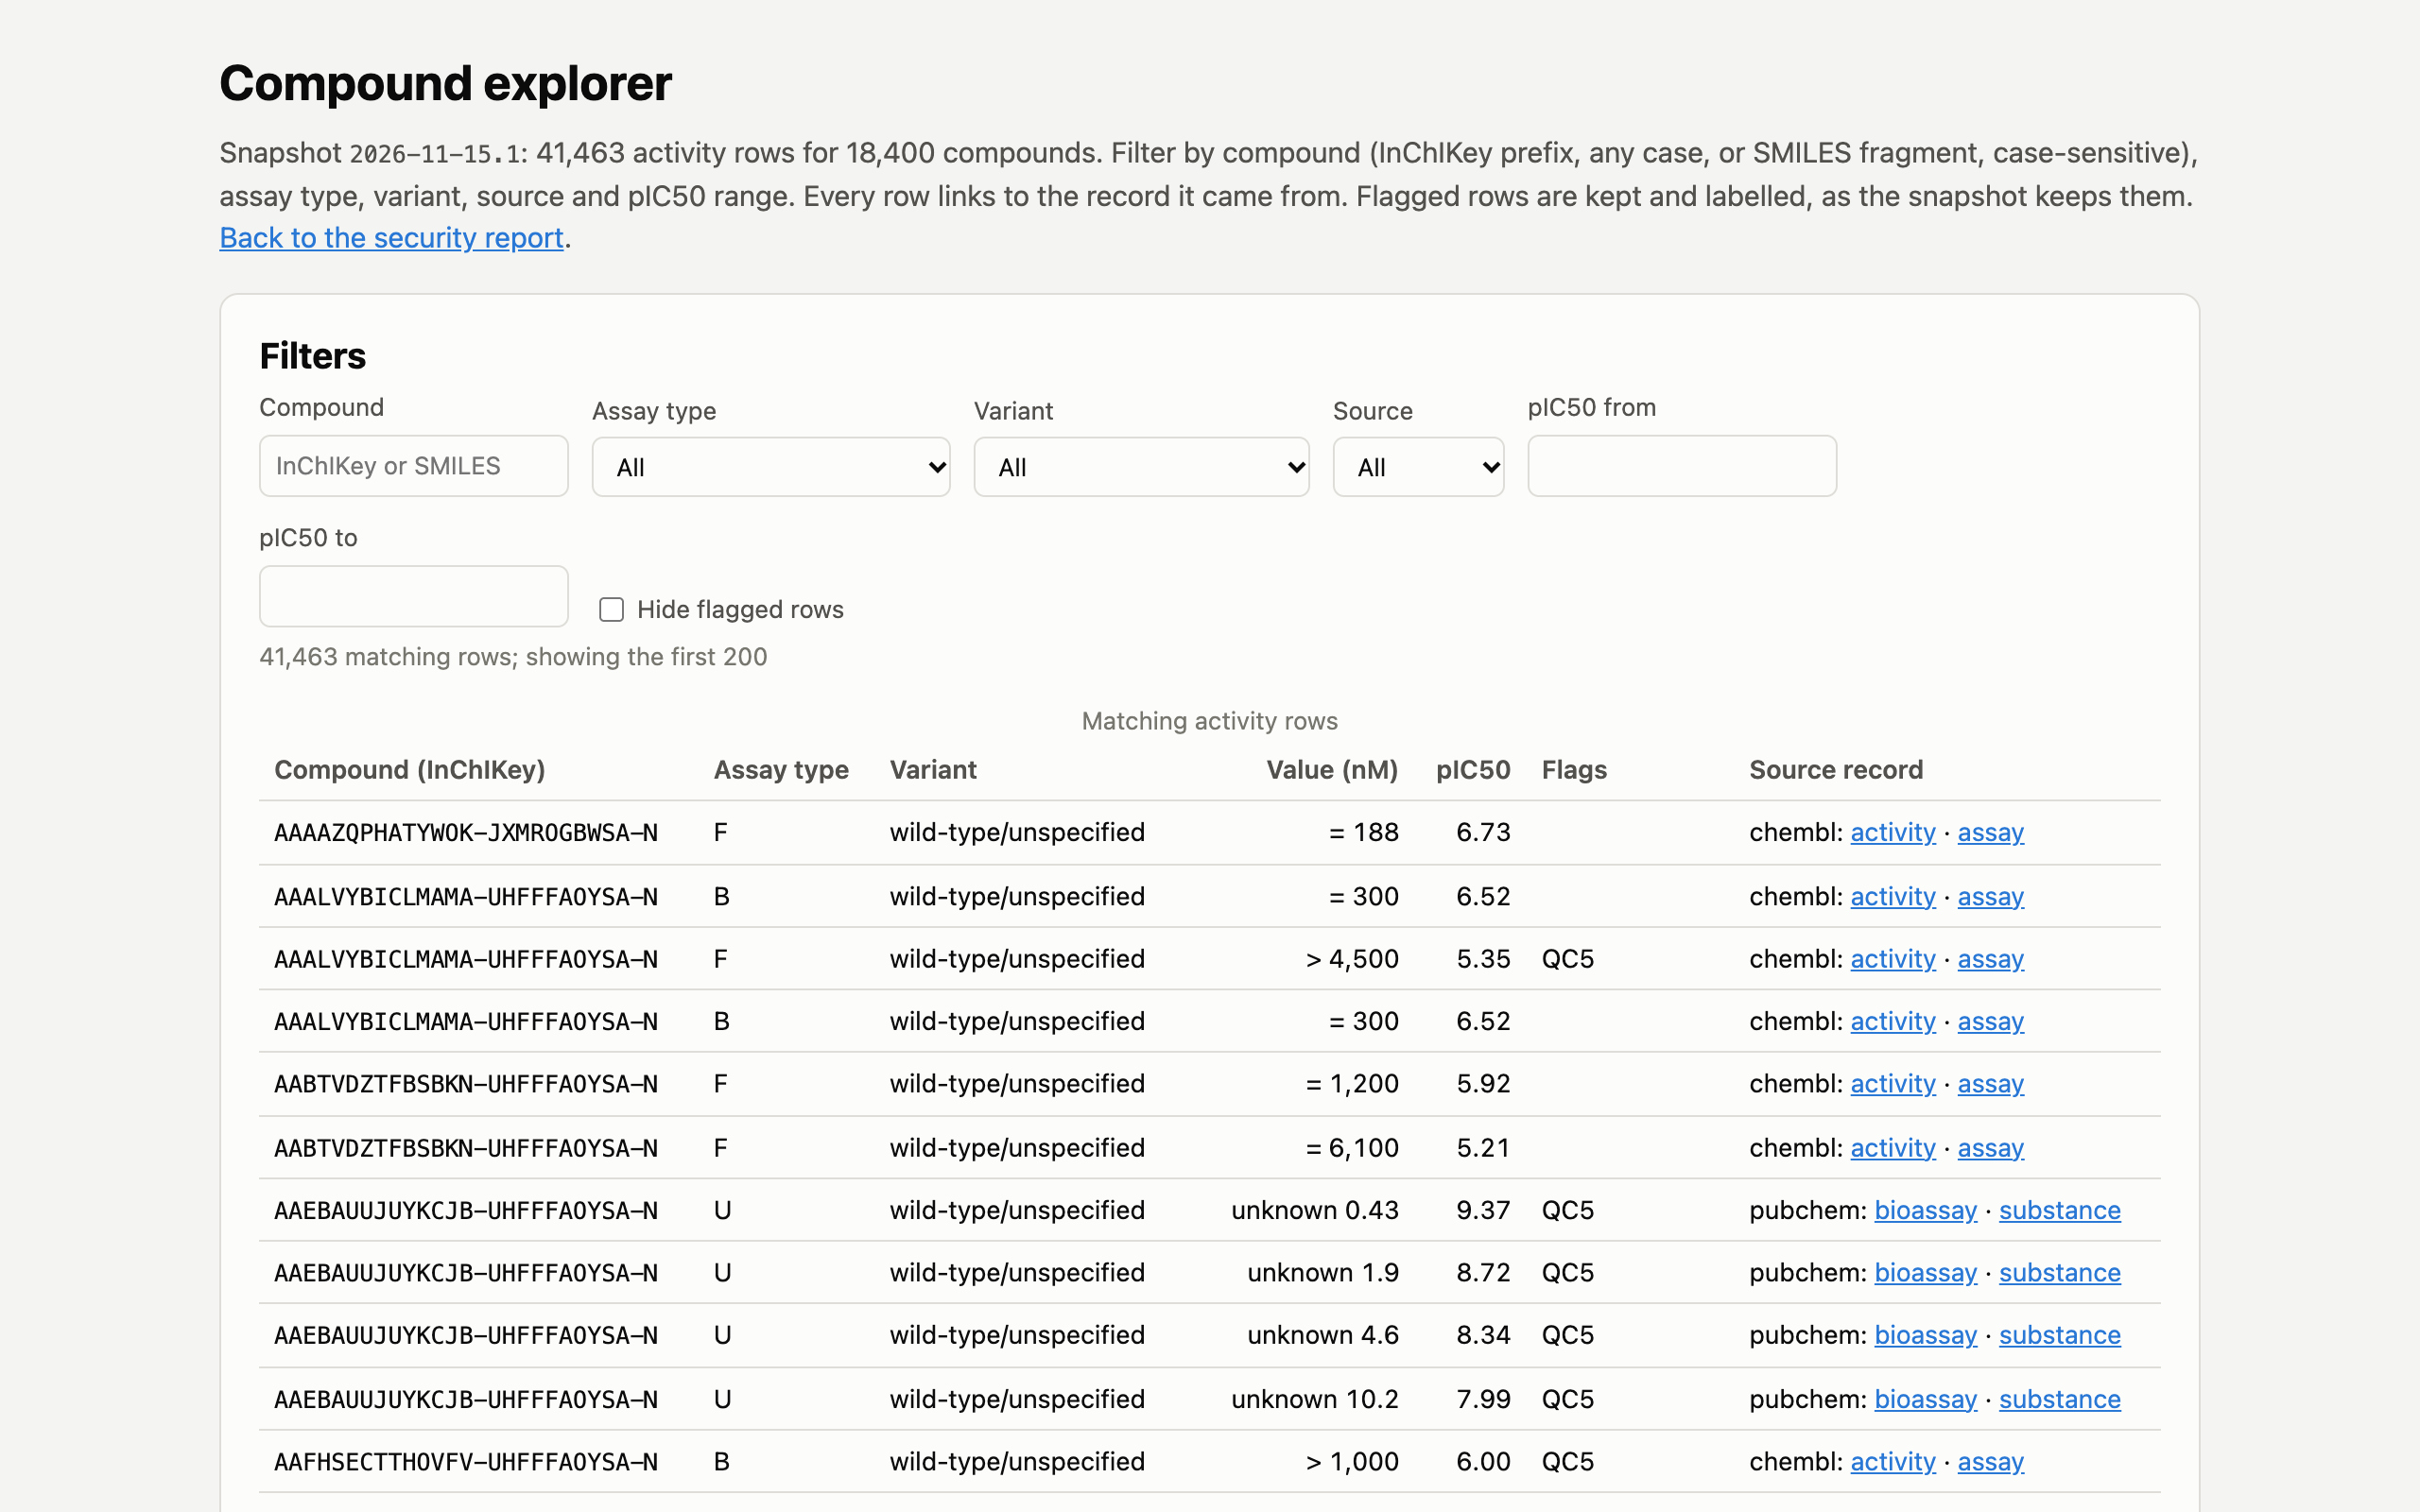 Compound explorer
Snapshot 2026-11-15.1: 41,463 activity rows for 18,400 compounds. Filter by compound (InChIKey prefix, any case, or SMILES fragment, case-sensitive),
assay type, variant, source and pIC50 range. Every row links to the record it came from. Flagged rows are kept and labelled, as the snapshot keeps them.
Back to the security report.
Filters
Compound Assay type Variant Source pIC50 from
InChIKey or SMILES All All All
pIC50 to
Hide flagged rows
41,463 matching rows; showing the first 200
Matching activity rows
Compound (InChIKey) Assay type Variant Value (nM) pIC50 Flags Source record
AAAAZQPHATYWOK-JXMROGBWSA-N F wild-type/unspecified = 188 6.73 chembl: activity · assay
AAALVYBICLMAMA-UHFFFAOYSA-N B wild-type/unspecified = 300 6.52 chembl: activity · assay
AAALVYBICLMAMA-UHFFFAOYSA-N F wild-type/unspecified > 4,500 5.35 QC5 chembl: activity · assay
AAALVYBICLMAMA-UHFFFAOYSA-N B wild-type/unspecified = 300 6.52 chembl: activity · assay
AABTVDZTFBSBKN-UHFFFAOYSA-N F wild-type/unspecified = 1,200 5.92 chembl: activity · assay
AABTVDZTFBSBKN-UHFFFAOYSA-N F wild-type/unspecified = 6,100 5.21 chembl: activity · assay
AAEBAUUJUYKCJB-UHFFFAOYSA-N U wild-type/unspecified unknown 0.43 9.37 QC5 pubchem: bioassay · substance
AAEBAUUJUYKCJB-UHFFFAOYSA-N U wild-type/unspecified unknown 1.9 8.72 QC5 pubchem: bioassay · substance
AAEBAUUJUYKCJB-UHFFFAOYSA-N U wild-type/unspecified unknown 4.6 8.34 QC5 pubchem: bioassay · substance
AAEBAUUJUYKCJB-UHFFFAOYSA-N U wild-type/unspecified unknown 10.2 7.99 QC5 pubchem: bioassay · substance
AAFHSECTTHOVFV-UHFFFAOYSA-N B wild-type/unspecified > 1,000 6.00 QC5 chembl: activity · assay